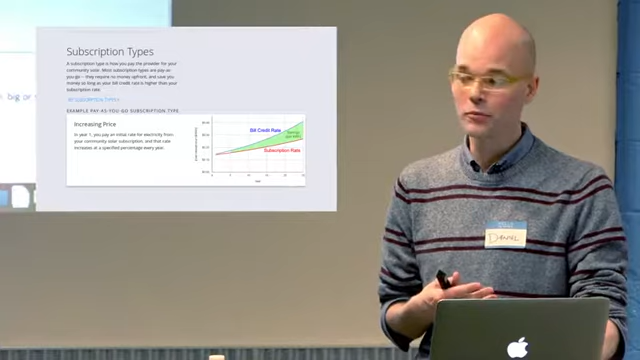 Subscription Types
A subscription type is how you pay the provider for your
community solar. Most subscription types are pay-as-
you-go – they require no money upfront, and save you
money so long as your bill credit rate is higher than your
subscription rate.
EXAMPLE PAY-AS-YOU-GO SUBSCRIPTION TYPE
Increasing Price
In year 1, you pay an initial rate for electricity from
your community solar subscription, and that rate
increases at a specified percentage every year.
Bill Credit Rate
Savings
Subscription Rate
big or
DANIEL